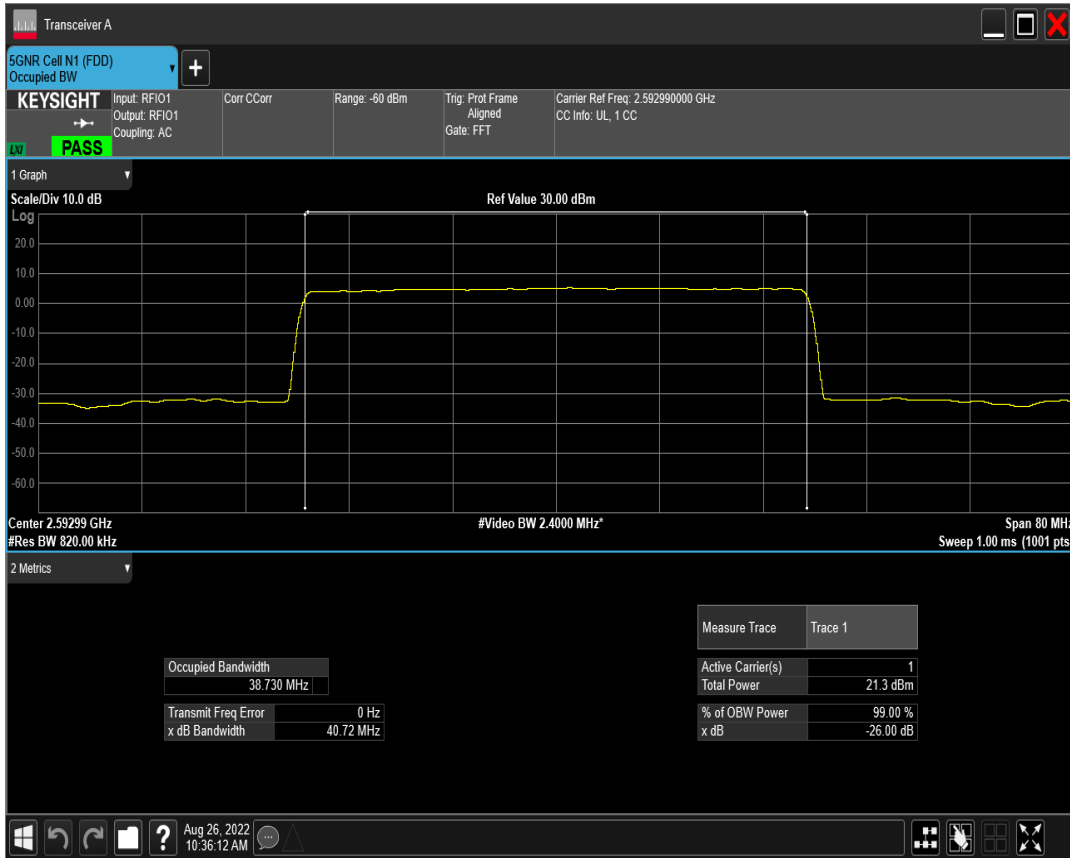 Transceiver A
5GNR Cell N1 (FDD)
Occupied BW
+
KEYSIGHT
LXI
PASS
Input: RFIO1
Output: RFIO1
Coupling: AC
Corr CCorr
Range: -60 dBm
Trig: Prot Frame
Aligned
Gate: FFT
Carrier Ref Freq: 2.592990000 GHz
CC Info: UL, 1 CC
1 Graph
Scale/Div 10.0 dB
Ref Value 30.00 dBm
Log
20.0
10.0
0.00
-10.0
-20.0
-30.0
-40.0
-50.0
-60.0
Center 2.59299 GHz
#Video BW 2.4000 MHz*
Span 80 MHz
#Res BW 820.00 kHz
Sweep 1.00 ms (1001 pts
2 Metrics
Measure Trace Trace 1
Occupied Bandwidth
38.730 MHz
Active Carrier(s) 1
Total Power 21.3 dBm
Transmit Freq Error 0 Hz
x dB Bandwidth 40.72 MHz
% of OBW Power 99.00 %
x dB -26.00 dB
?
Aug 26, 2022
10:36:12 AM